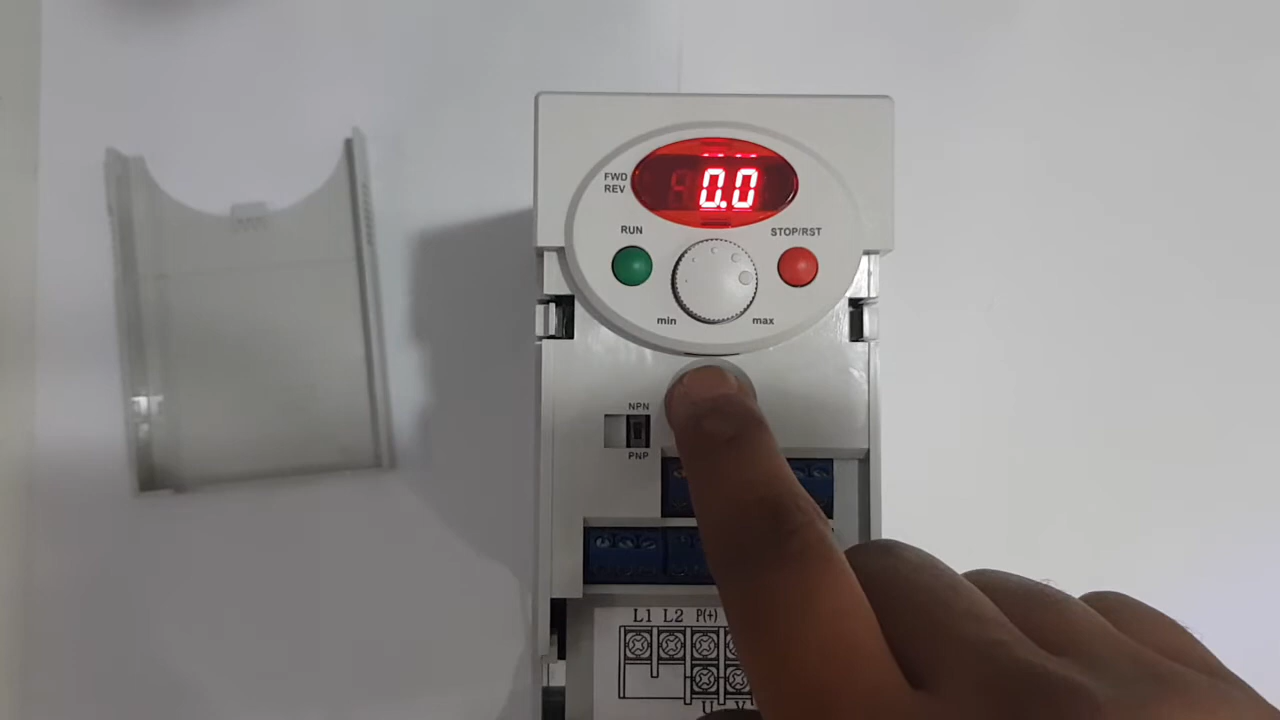 0.0
FWD
REV
RUN
STOP/RST
min
max
NPN
PNP
L1 L2 P(+)
U V